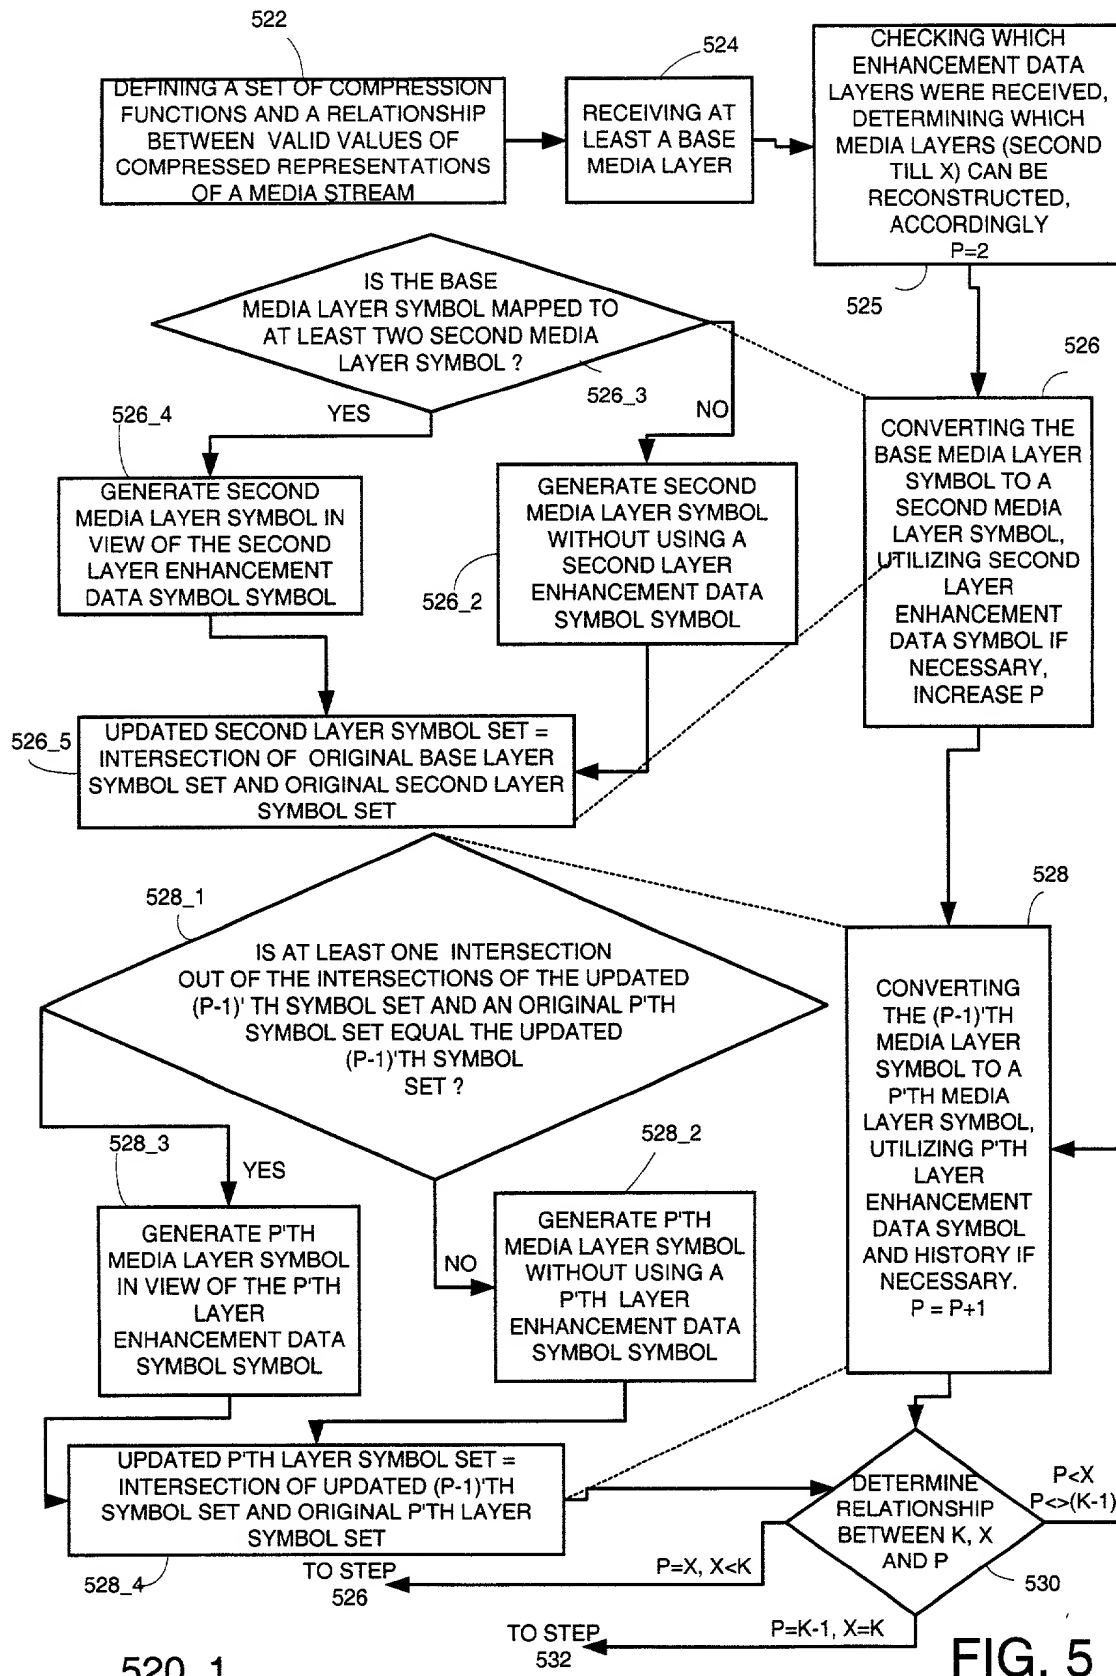 522
DEFINING A SET OF COMPRESSION
FUNCTIONS AND A RELATIONSHIP
BETWEEN VALID VALUES OF
COMPRESSED REPRESENTATIONS
OF A MEDIA STREAM
524
RECEIVING AT
LEAST A BASE
MEDIA LAYER
CHECKING WHICH
ENHANCEMENT DATA
LAYERS WERE RECEIVED,
DETERMINING WHICH
MEDIA LAYERS (SECOND
TILL X) CAN BE
RECONSTRUCTED,
ACCORDINGLY
P=2
525
IS THE BASE
MEDIA LAYER SYMBOL MAPPED TO
AT LEAST TWO SECOND MEDIA
LAYER SYMBOL ?
526_3
YES
NO
526
CONVERTING THE
BASE MEDIA LAYER
SYMBOL TO A
SECOND MEDIA
LAYER SYMBOL,
UTILIZING SECOND
LAYER
ENHANCEMENT
DATA SYMBOL IF
NECESSARY,
INCREASE P
526_4
GENERATE SECOND
MEDIA LAYER SYMBOL IN
VIEW OF THE SECOND
LAYER ENHANCEMENT
DATA SYMBOL SYMBOL
526_2
GENERATE SECOND
MEDIA LAYER SYMBOL
WITHOUT USING A
SECOND LAYER
ENHANCEMENT DATA
SYMBOL SYMBOL
526_5
UPDATED SECOND LAYER SYMBOL SET =
INTERSECTION OF ORIGINAL BASE LAYER
SYMBOL SET AND ORIGINAL SECOND LAYER
SYMBOL SET
528_1
IS AT LEAST ONE INTERSECTION
OUT OF THE INTERSECTIONS OF THE UPDATED
(P-1)' TH SYMBOL SET AND AN ORIGINAL P'TH
SYMBOL SET EQUAL THE UPDATED
(P-1)'TH SYMBOL
SET ?
528
CONVERTING
THE (P-1)'TH
MEDIA LAYER
SYMBOL TO A
P'TH MEDIA
LAYER SYMBOL,
UTILIZING P'TH
LAYER
ENHANCEMENT
DATA SYMBOL
AND HISTORY IF
NECESSARY.
P = P+1
528_3
YES
528_2
NO
GENERATE P'TH
MEDIA LAYER SYMBOL
IN VIEW OF THE P'TH
LAYER
ENHANCEMENT DATA
SYMBOL SYMBOL
GENERATE P'TH
MEDIA LAYER SYMBOL
WITHOUT USING A
P'TH LAYER
ENHANCEMENT DATA
SYMBOL SYMBOL
UPDATED P'TH LAYER SYMBOL SET =
INTERSECTION OF UPDATED (P-1)'TH
SYMBOL SET AND ORIGINAL P'TH LAYER
SYMBOL SET
528_4
DETERMINE
RELATIONSHIP
BETWEEN K, X
AND P
530
P<X
P<>(K-1)
P=X, X<K
TO STEP
526
P=K-1, X=K
TO STEP
532
520_1
FIG. 5